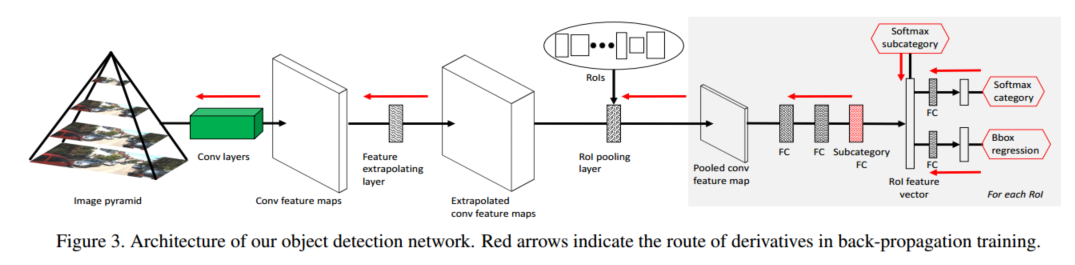 Image pyramid
Conv layers
Conv feature maps
Feature
extrapolating
layer
Extrapolated
conv feature maps
RoIs
RoI pooling
layer
Pooled conv
feature map
FC
FC
Subcategory
FC
RoI feature
vector
Softmax
subcategory
FC
Softmax
category
FC
Bbox
regression
For each RoI
Figure 3. Architecture of our object detection network. Red arrows indicate the route of derivatives in back-propagation training.